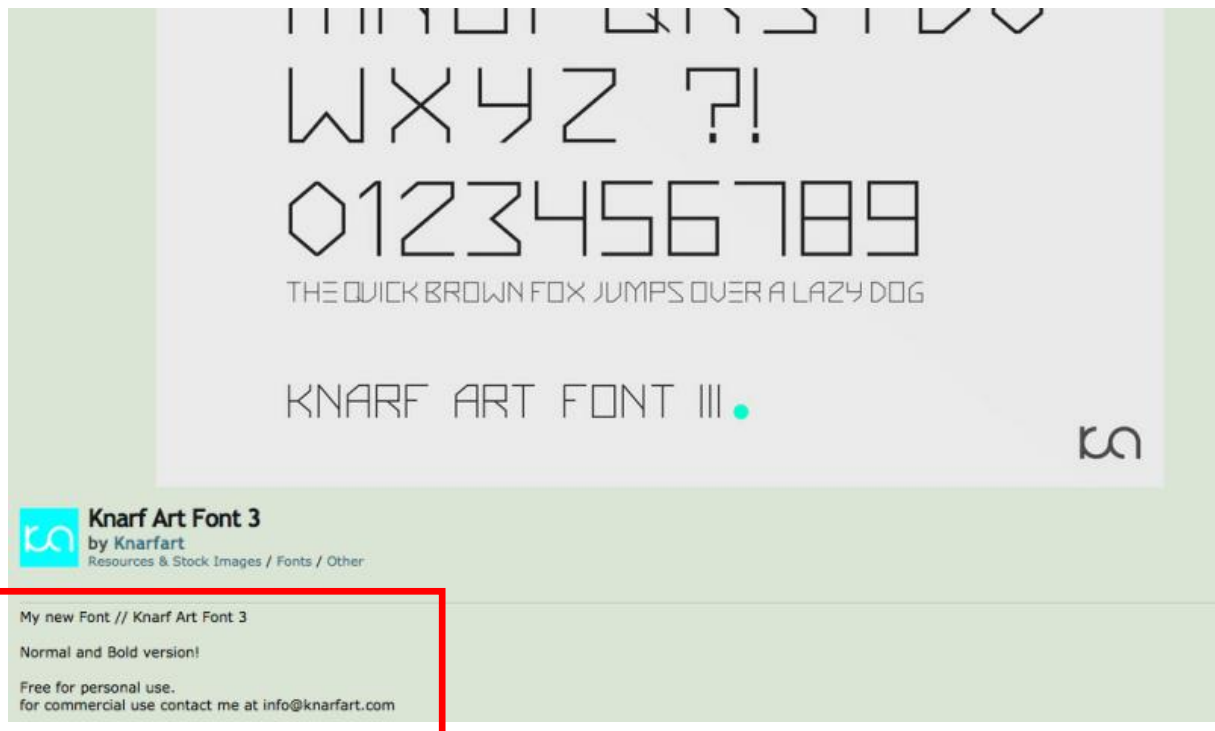 WXYZ ?!
0123456789
THE QUICK BROWN FOX JUMPS OVER A LAZY DOG
KNARF ART FONT III.
ka
Knarf Art Font 3
by Knarfart
Resources & Stock Images / Fonts / Other
My new Font // Knarf Art Font 3
Normal and Bold version!
Free for personal use.
for commercial use contact me at info@knarfart.com